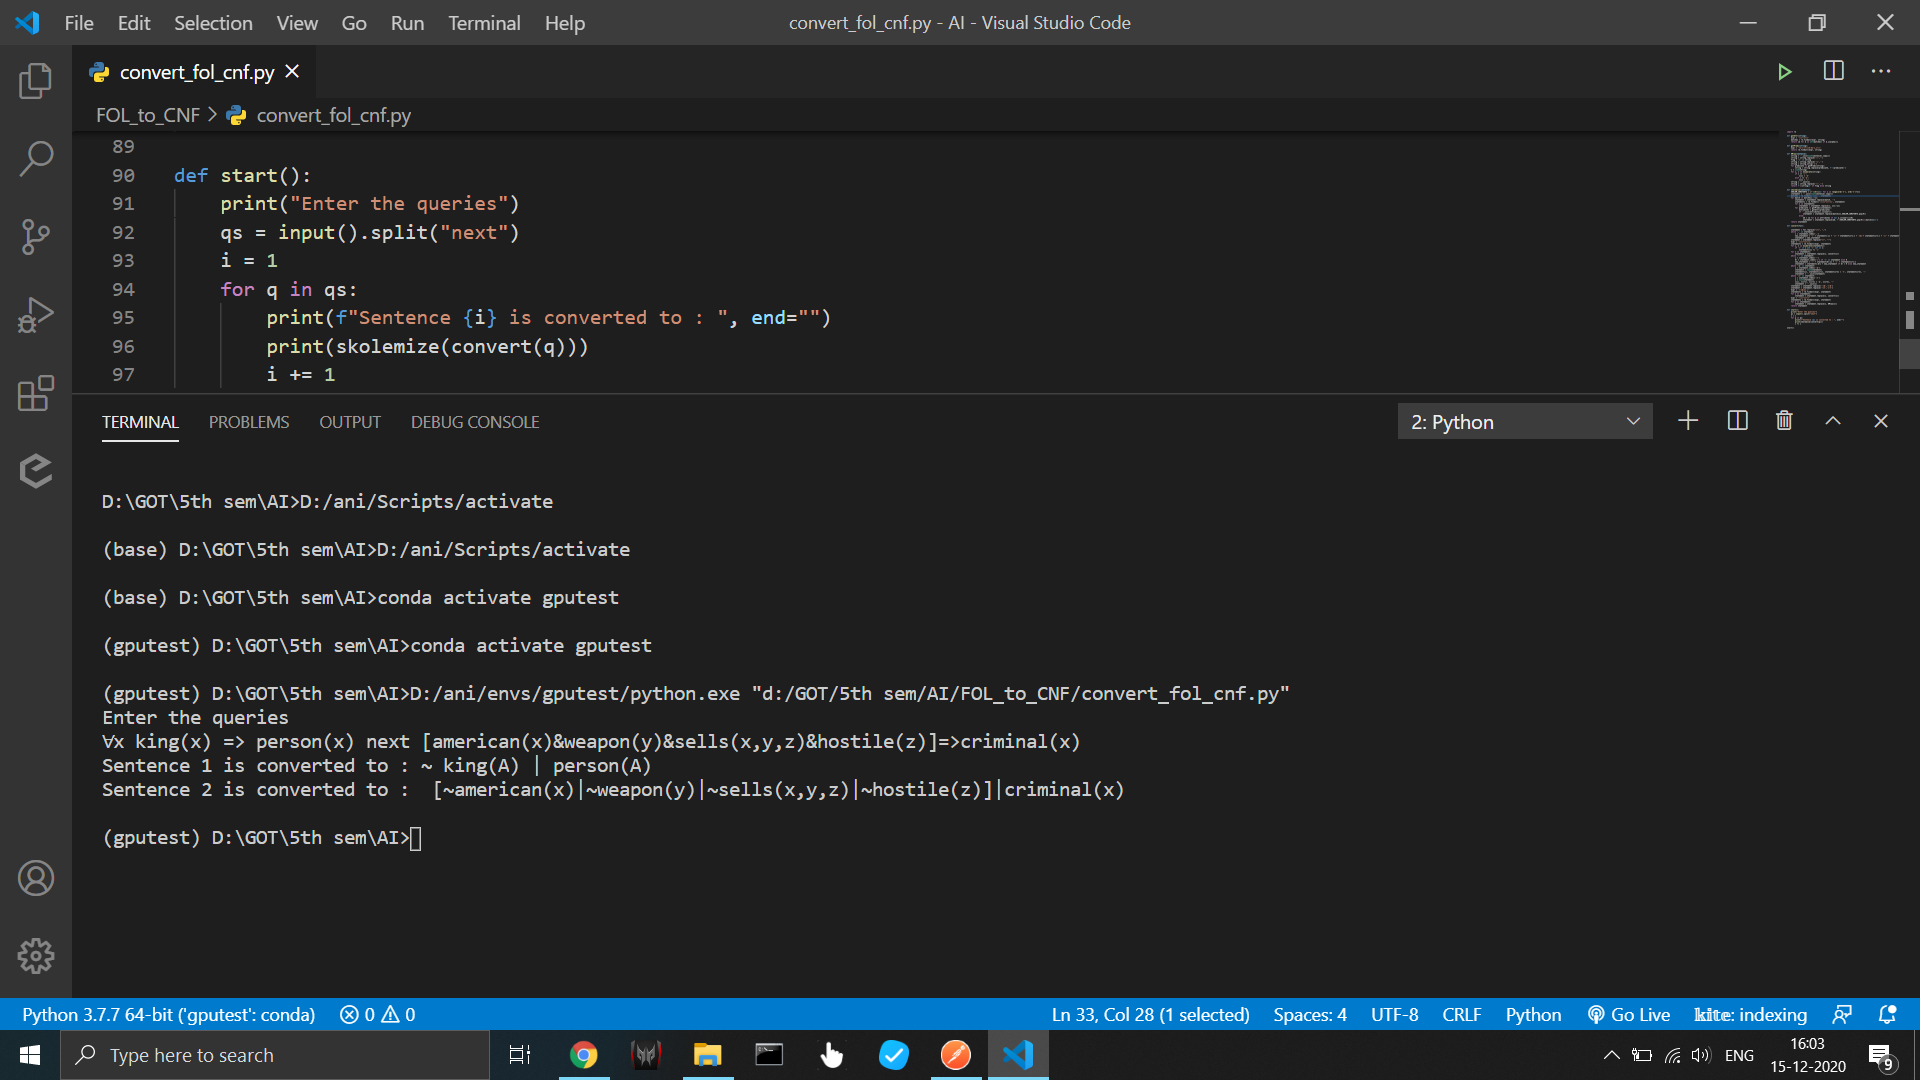 File Edit Selection View Go Run Terminal Help
convert_fol_cnf.py - AI - Visual Studio Code
convert_fol_cnf.py
FOL_to_CNF > convert_fol_cnf.py
89
90 def start():
91 print("Enter the queries")
92 qs = input().split("next")
93 i = 1
94 for q in qs:
95 print(f"Sentence {i} is converted to : ", end="")
96 print(skolemize(convert(q)))
97 i += 1
TERMINAL PROBLEMS OUTPUT DEBUG CONSOLE
2: Python
D:\GOT\5th sem\AI>D:/ani/Scripts/activate
(base) D:\GOT\5th sem\AI>D:/ani/Scripts/activate
(base) D:\GOT\5th sem\AI>conda activate gputest
(gputest) D:\GOT\5th sem\AI>conda activate gputest
(gputest) D:\GOT\5th sem\AI>D:/ani/envs/gputest/python.exe "d:/GOT/5th sem/AI/FOL_to_CNF/convert_fol_cnf.py"
Enter the queries
∀x king(x) => person(x) next [american(x)&weapon(y)&sells(x,y,z)&hostile(z)]=>criminal(x)
Sentence 1 is converted to : ~ king(A) | person(A)
Sentence 2 is converted to :  [~american(x)|~weapon(y)|~sells(x,y,z)|~hostile(z)]|criminal(x)
(gputest) D:\GOT\5th sem\AI>
Python 3.7.7 64-bit ('gputest': conda) 0 0 Ln 33, Col 28 (1 selected) Spaces: 4 UTF-8 CRLF Python Go Live kite: indexing
Type here to search
ENG
16:03
15-12-2020
9